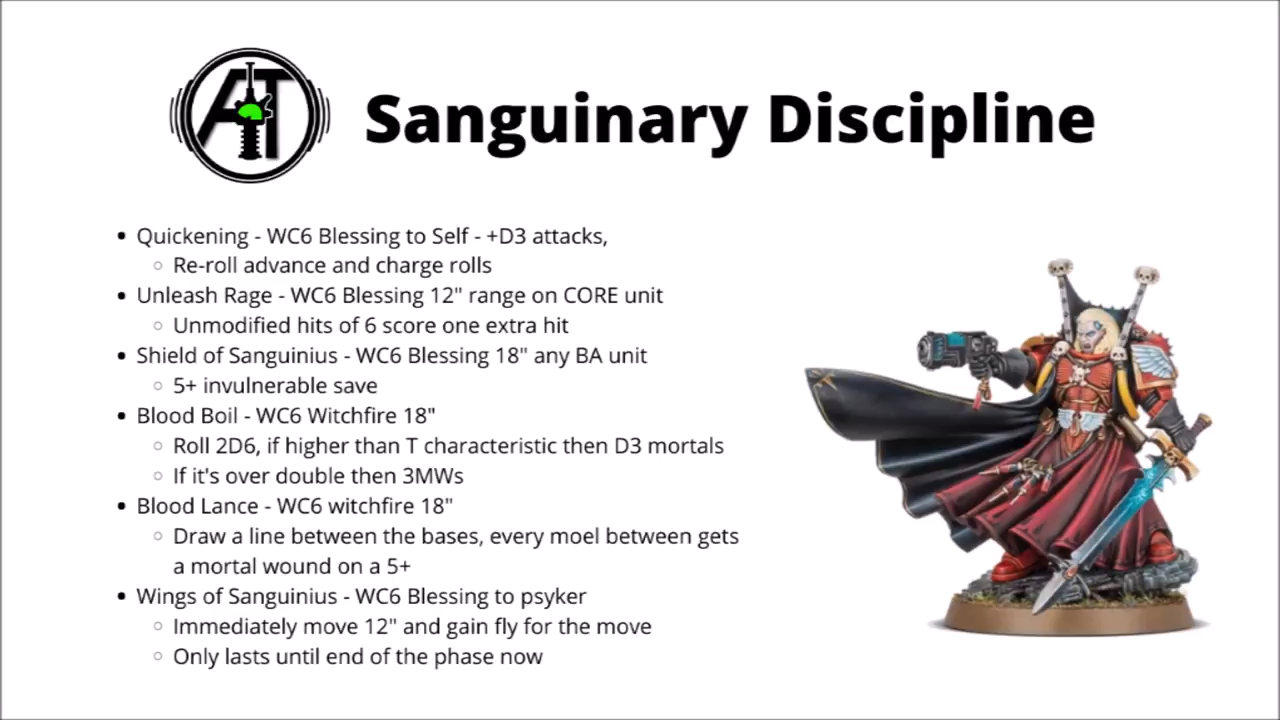 AT
Sanguinary Discipline
• Quickening - WC6 Blessing to Self - +D3 attacks,
○ Re-roll advance and charge rolls
• Unleash Rage - WC6 Blessing 12" range on CORE unit
○ Unmodified hits of 6 score one extra hit
• Shield of Sanguinius - WC6 Blessing 18" any BA unit
○ 5+ invulnerable save
• Blood Boil - WC6 Witchfire 18"
○ Roll 2D6, if higher than T characteristic then D3 mortals
○ If it's over double then 3MWs
• Blood Lance - WC6 witchfire 18"
○ Draw a line between the bases, every moel between gets
a mortal wound on a 5+
• Wings of Sanguinius - WC6 Blessing to psyker
○ Immediately move 12" and gain fly for the move
○ Only lasts until end of the phase now